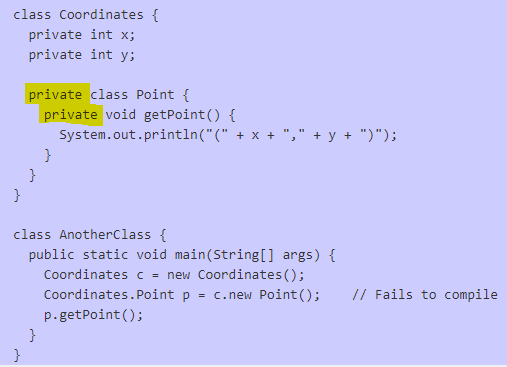 class Coordinates {
  private int x;
  private int y;

  private class Point {
    private void getPoint() {
      System.out.println("(" + x + "," + y + ")");
    }
  }
}

class AnotherClass {
  public static void main(String[] args) {
    Coordinates c = new Coordinates();
    Coordinates.Point p = c.new Point();    // Fails to compile
    p.getPoint();
  }
}